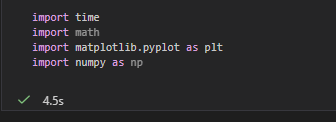 import time
import math
import matplotlib.pyplot as plt
import numpy as np
4.5s